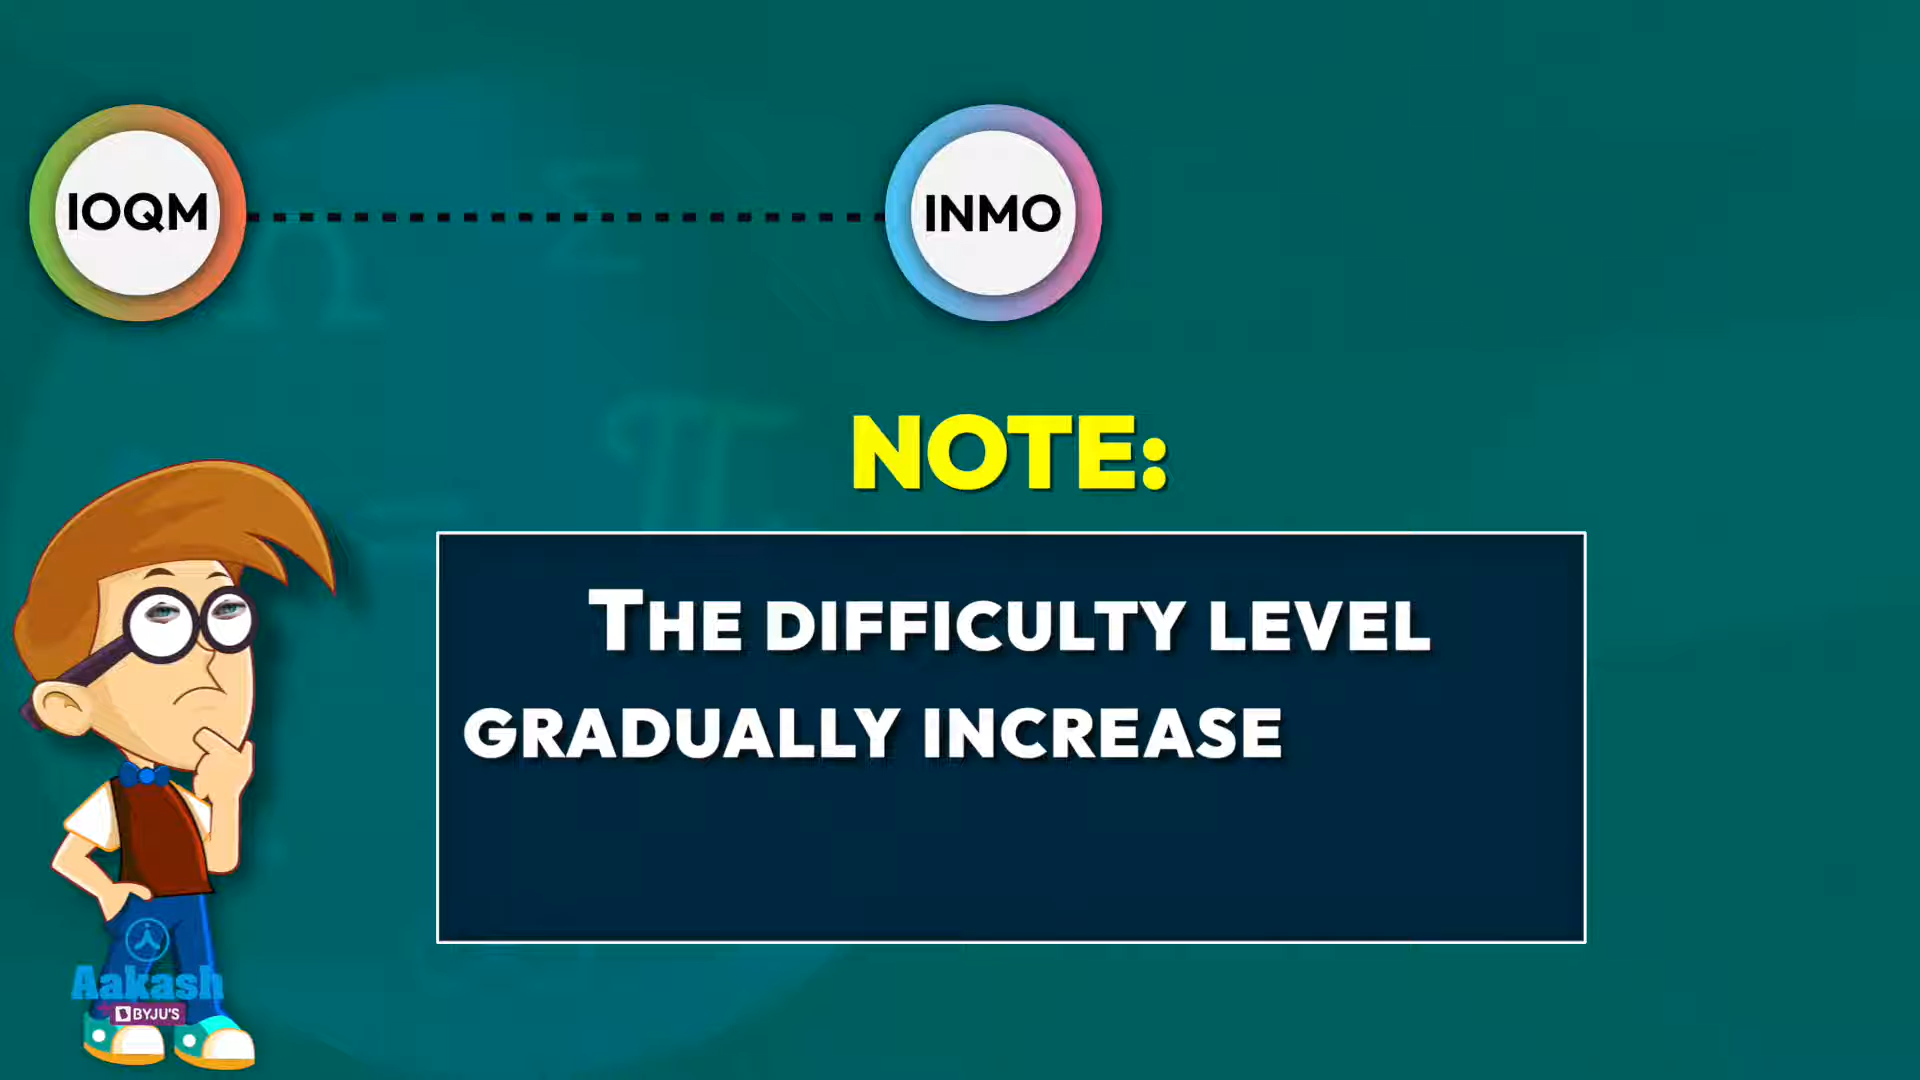 IOQM
INMO
NOTE:
THE DIFFICULTY LEVEL
GRADUALLY INCREASE
Aakash
BYJU'S